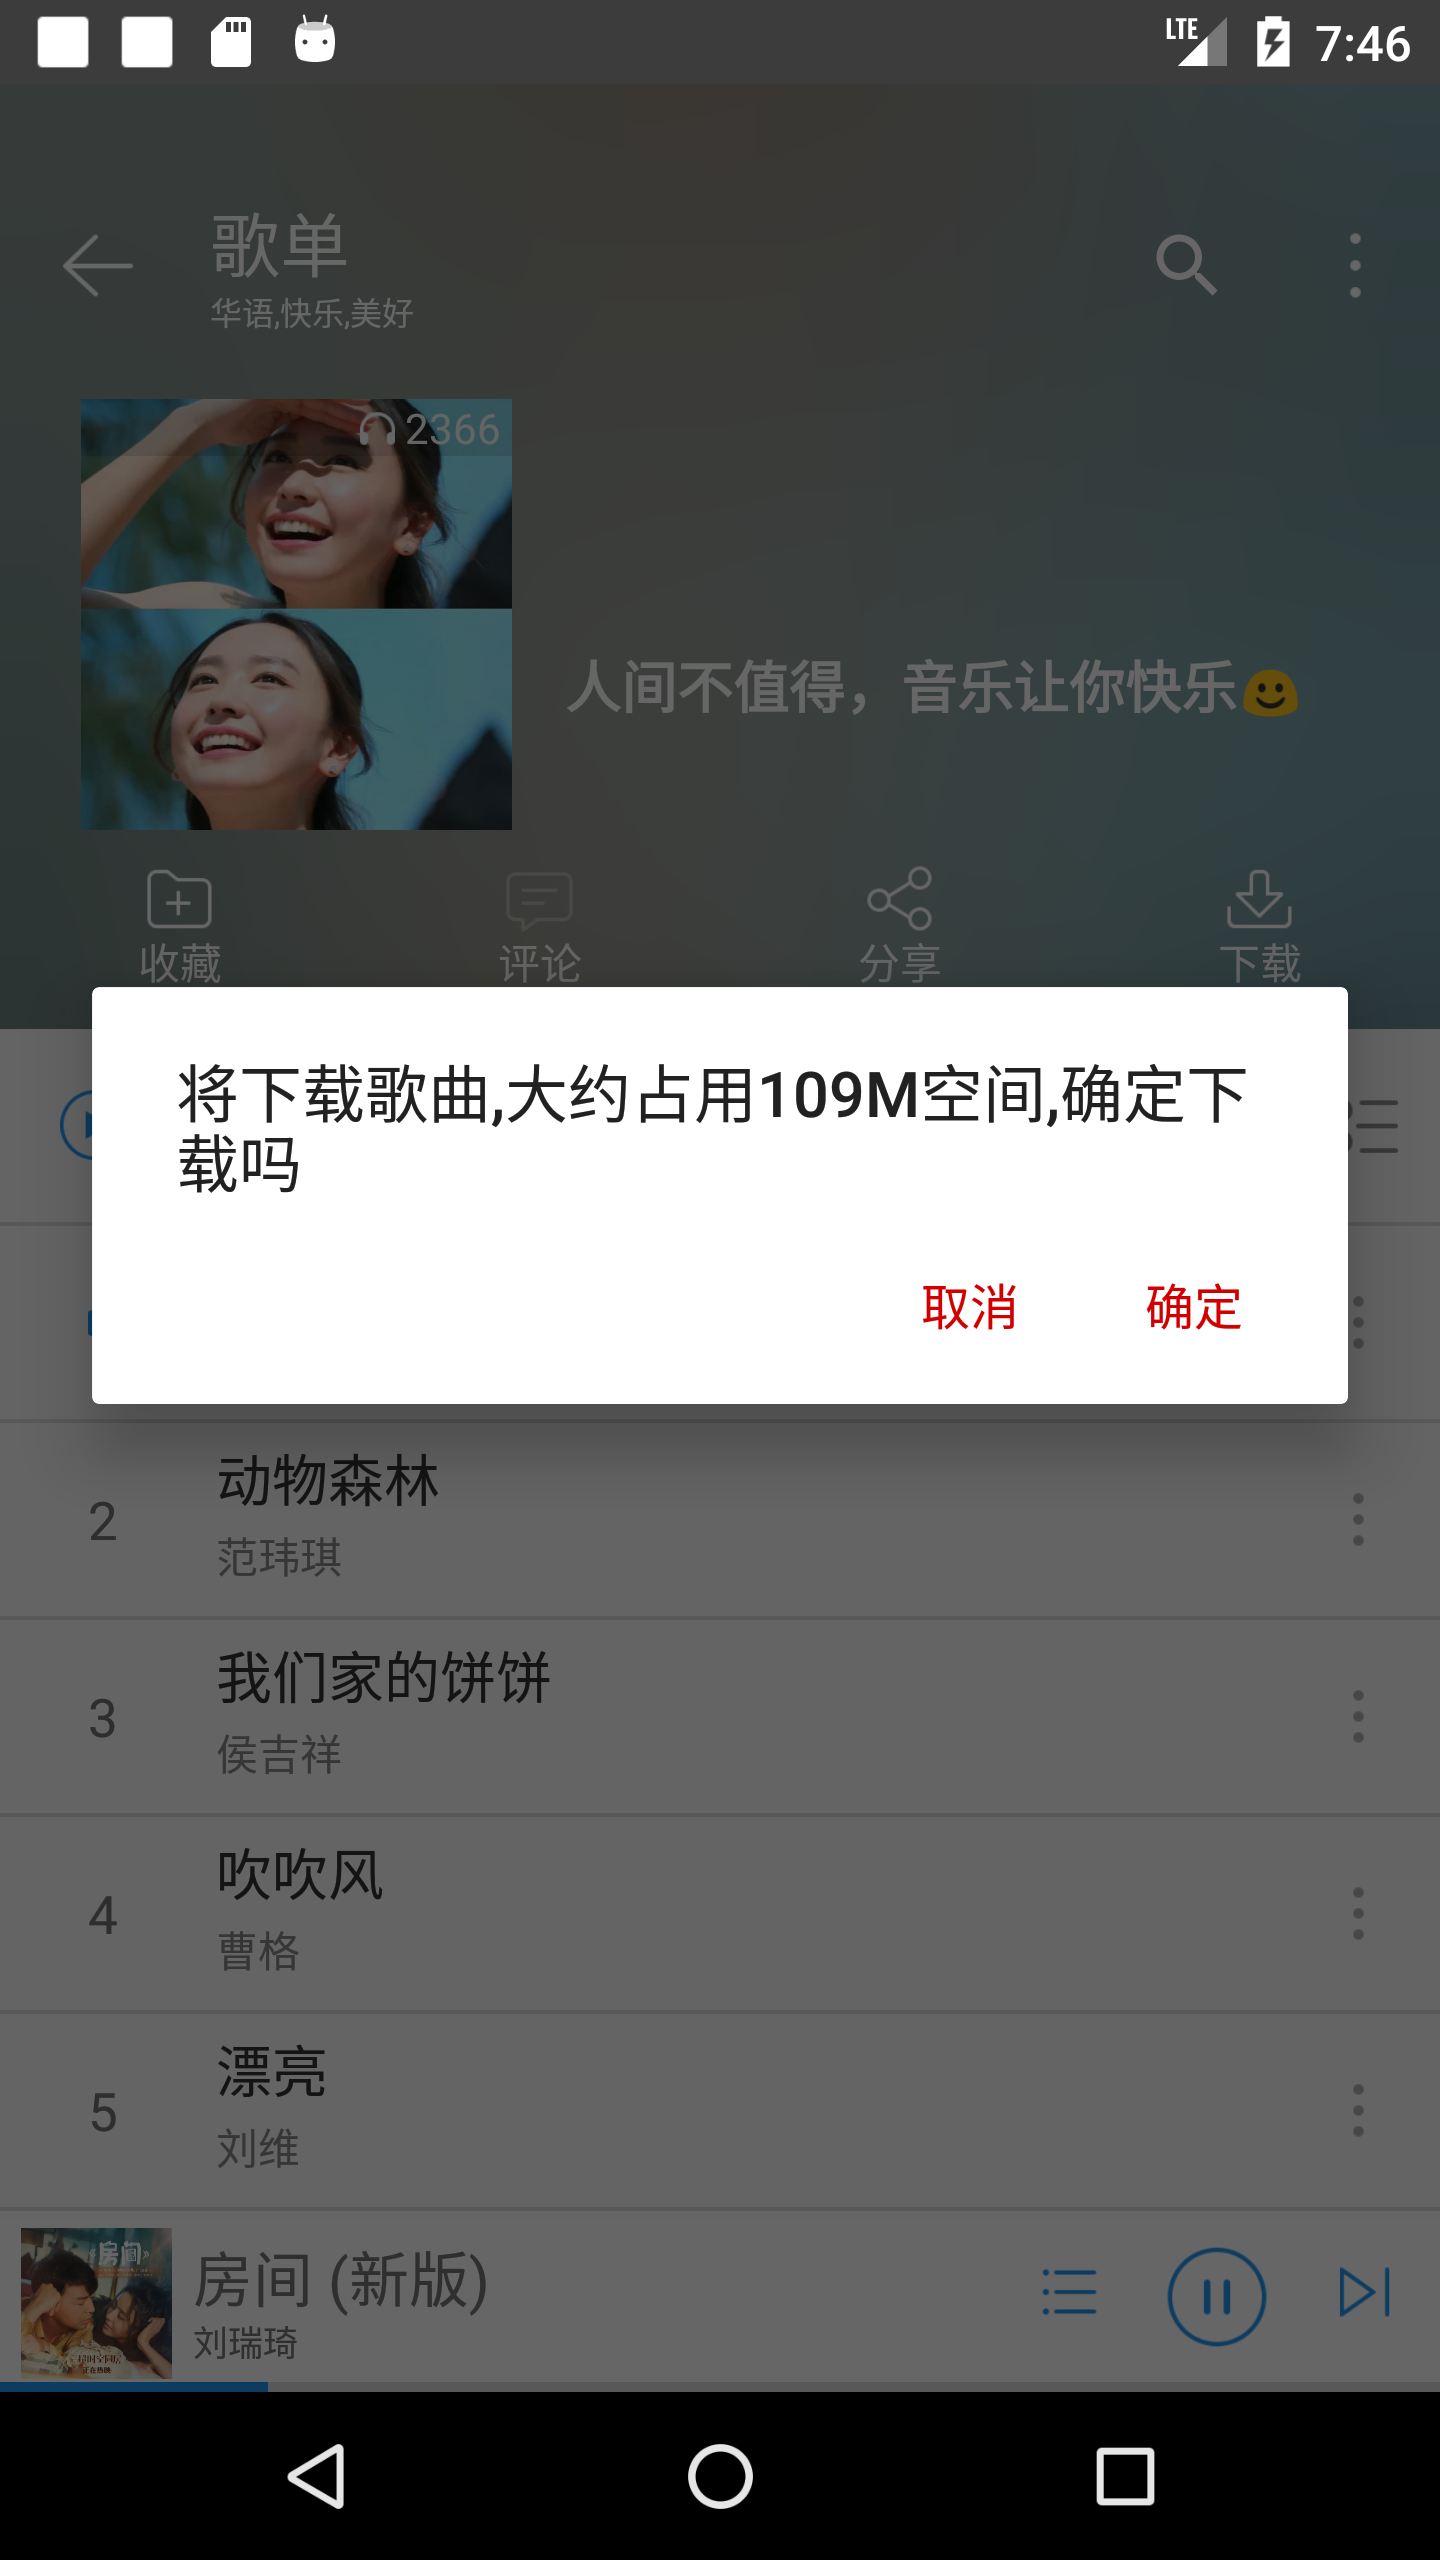 LTE 7:46
歌单
华语,快乐,美好
2366
人间不值得，音乐让你快乐
收藏 评论 分享 下载
将下载歌曲,大约占用109M空间,确定下
载吗
取消 确定
动物森林
2
范玮琪
我们家的饼饼
3
侯吉祥
吹吹风
4
曹格
漂亮
5
刘维
房间
房间 (新版)
刘瑞琦